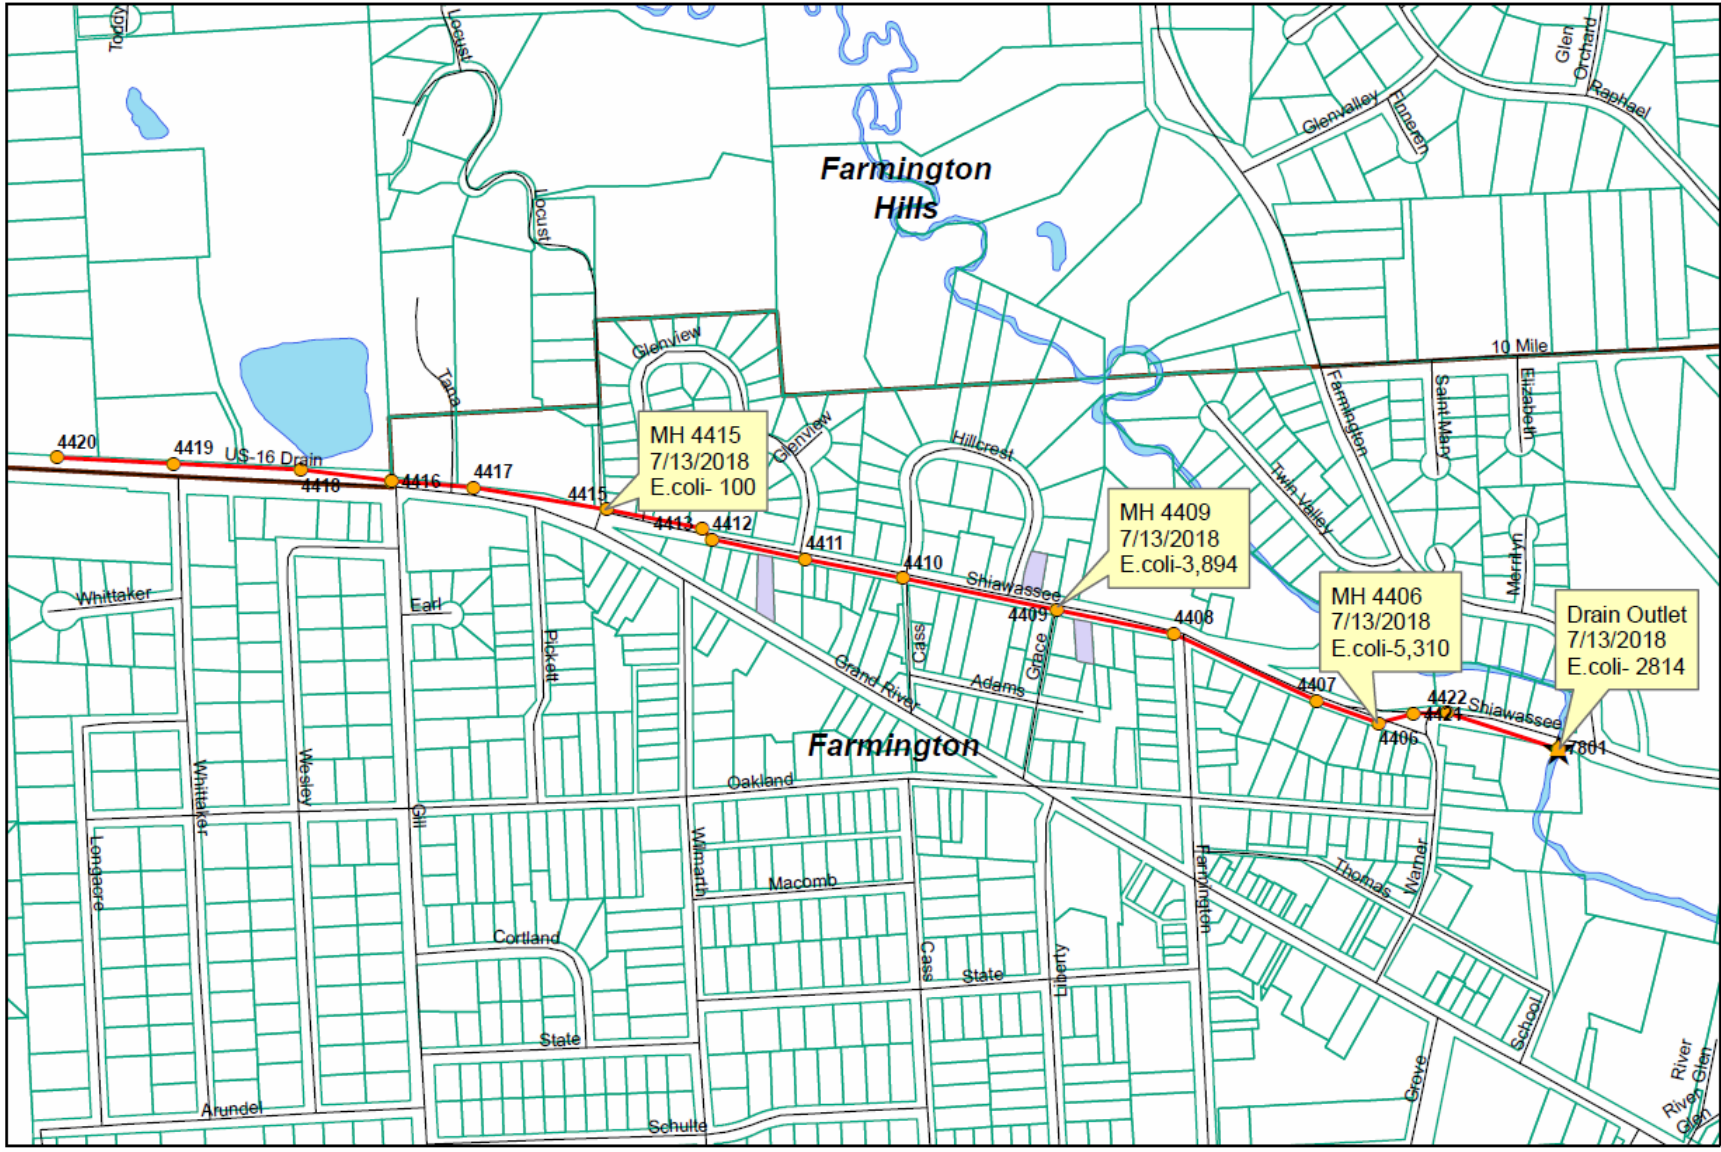 Toddy
Locust
Glen
Orchard
Raphael
Glenvalley
Finneren
Farmington
Hills
Locust
10 Mile
Glenview
Tana
Farmington
Saint Mary
Elizabeth
Glenview
Hillcrest
MH 4415
7/13/2018
E.coli- 100
4420
4419
US-16 Drain
4418
4416
4417
4415
4413
4412
4411
4410
Twin Valley
MH 4409
7/13/2018
E.coli-3,894
Merrilyn
Shiawassee
4409
4408
MH 4406
7/13/2018
E.coli-5,310
Drain Outlet
7/13/2018
E.coli- 2814
Whittaker
Earl
Pickett
Cass
Grace
Adams
Grand River
4407
4406
4422
4421
Shiawassee
7801
Farmington
Oakland
Wesley
Whittaker
Gill
Longacre
Wilmarth
Macomb
Farmington
Thomas
Warner
Cortland
Cass
State
Liberty
State
School
Grove
River Glen
River
Glen
Arundel
Schulte